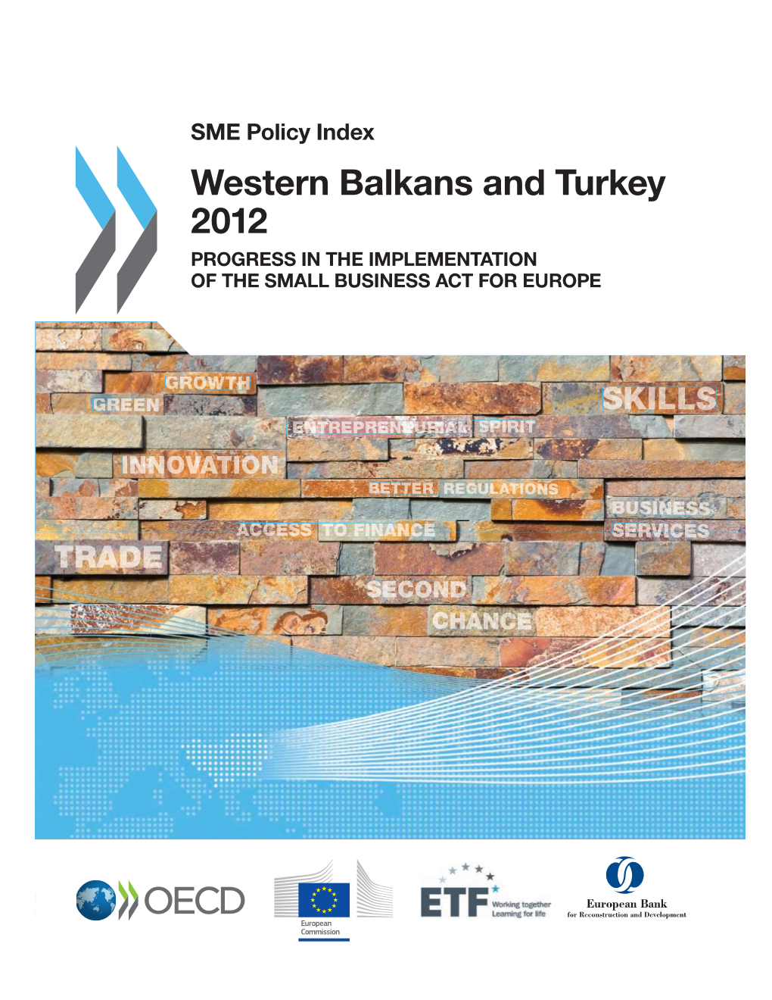 SME Policy Index
Western Balkans and Turkey
2012
PROGRESS IN THE IMPLEMENTATION
OF THE SMALL BUSINESS ACT FOR EUROPE
GROWTH
GREEN
SKILLS
ENTREPRENEURIAL SPIRIT
INNOVATION
BETTER REGULATIONS
BUSINESS
SERVICES
ACCESS TO FINANCE
TRADE
SECOND
CHANCE
OECD
European
Commission
ETF
Working together
Learning for life
European Bank
for Reconstruction and Development